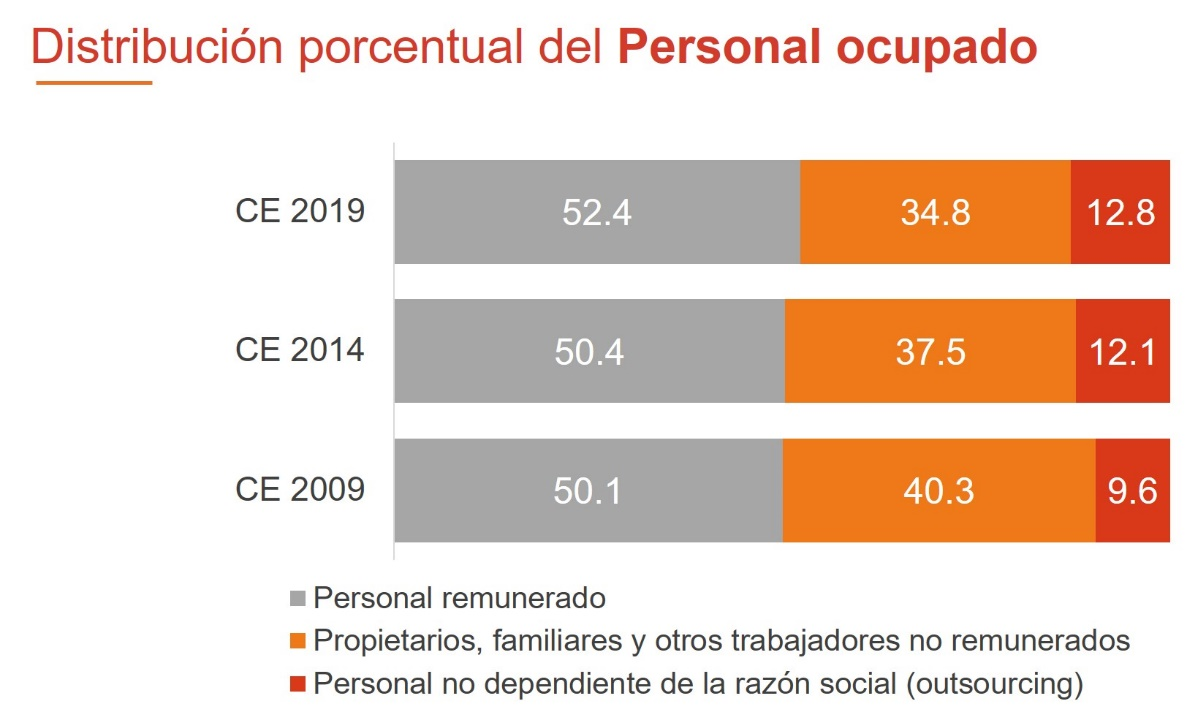 Distribución porcentual del Personal ocupado
CE 2019 52.4 34.8 12.8
CE 2014 50.4 37.5 12.1
CE 2009 50.1 40.3 9.6
Personal remunerado
Propietarios, familiares y otros trabajadores no remunerados
Personal no dependiente de la razón social (outsourcing)